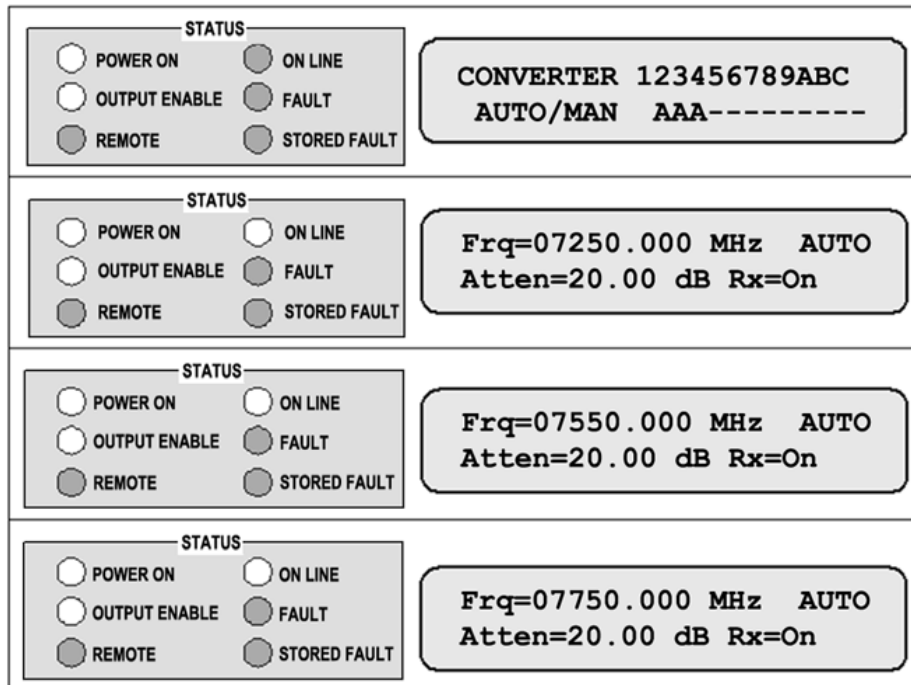 STATUS
POWER ON ON LINE
OUTPUT ENABLE FAULT
REMOTE STORED FAULT
CONVERTER 123456789ABC
AUTO/MAN AAA---------
STATUS
POWER ON ON LINE
OUTPUT ENABLE FAULT
REMOTE STORED FAULT
Frq=07250.000 MHz AUTO
Atten=20.00 dB Rx=On
STATUS
POWER ON ON LINE
OUTPUT ENABLE FAULT
REMOTE STORED FAULT
Frq=07550.000 MHz AUTO
Atten=20.00 dB Rx=On
STATUS
POWER ON ON LINE
OUTPUT ENABLE FAULT
REMOTE STORED FAULT
Frq=07750.000 MHz AUTO
Atten=20.00 dB Rx=On